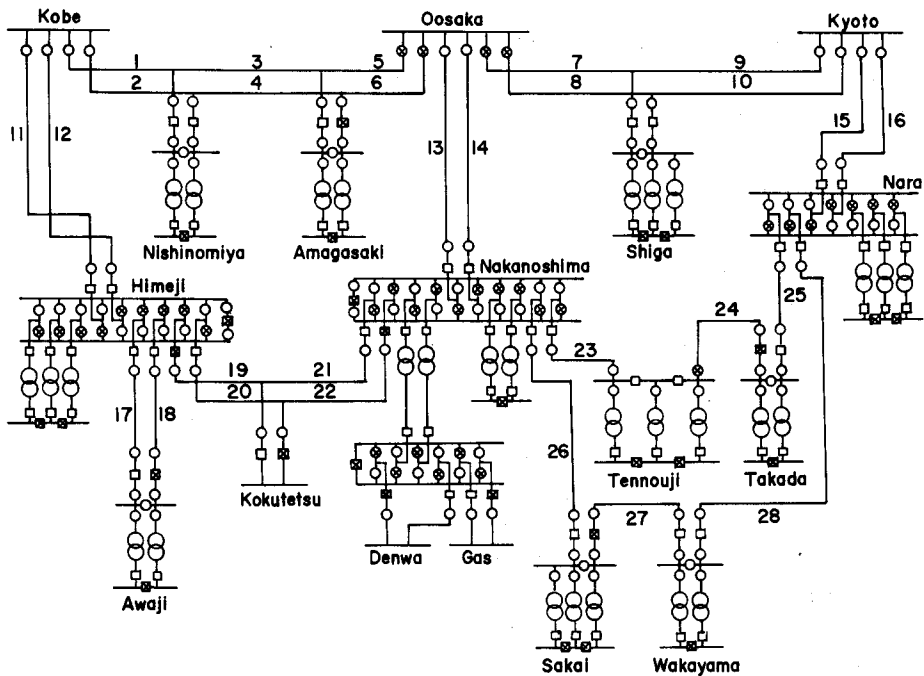 Kobe Oosaka Kyoto
1 3 5 7 9
2 4 6 8 10
11 12 13 14 15 16
Nara
Nishinomiya Amagasaki Shiga
Himeji Nakanoshima
25
24
23
19 21
20 22
17 18
26
Kokutetsu Tennouji Takada
27 28
Denwa Gas
Awaji
Sakai Wakayama